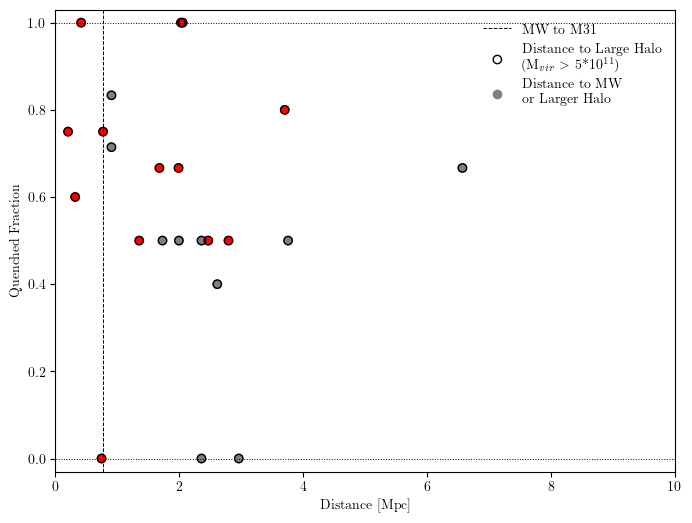 1.0
0.8
0.6
0.4
0.2
0.0
Quenched Fraction
MW to M31
Distance to Large Halo
(M_{vir} > 5*10^{11})
Distance to MW
or Larger Halo
0 2 4 6 8 10
Distance [Mpc]